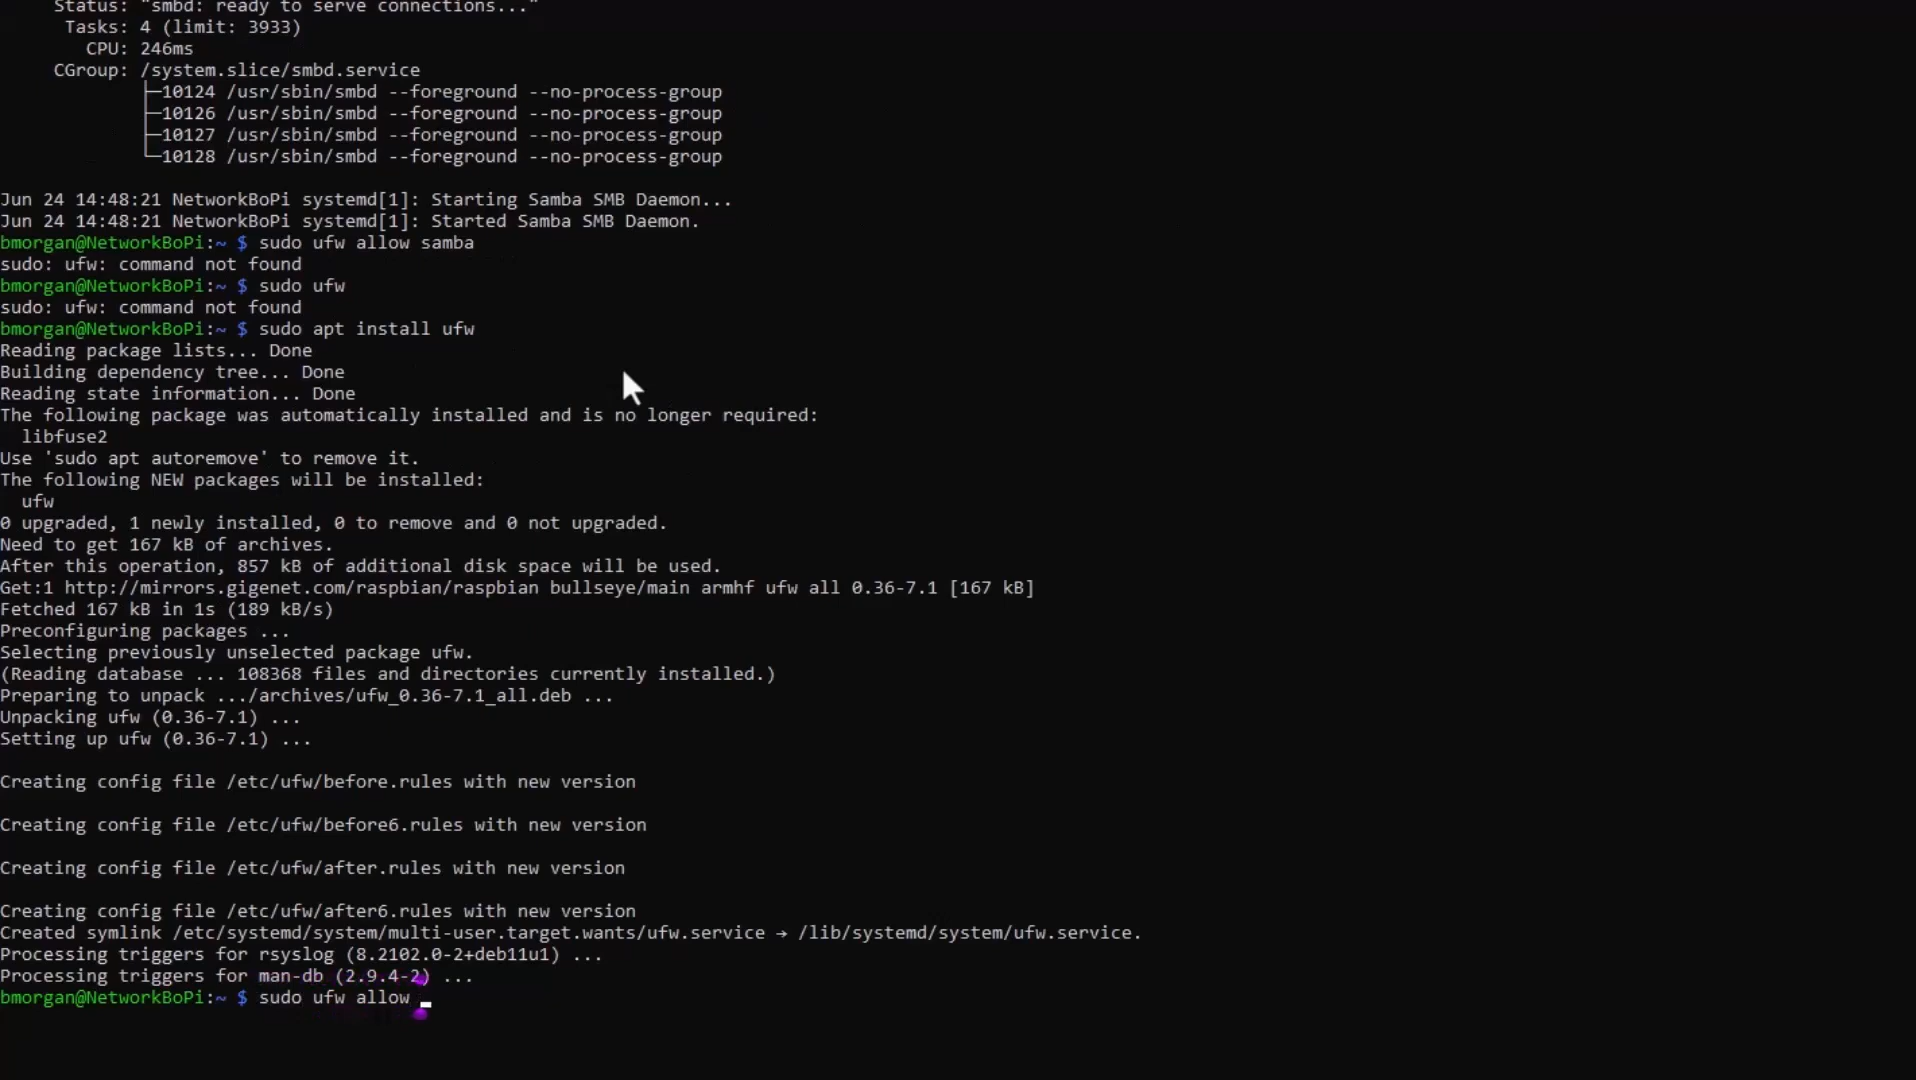 Status: "smbd: ready to serve connections..."
Tasks: 4 (limit: 3933)
CPU: 246ms
CGroup: /system.slice/smbd.service
├─10124 /usr/sbin/smbd --foreground --no-process-group
├─10126 /usr/sbin/smbd --foreground --no-process-group
├─10127 /usr/sbin/smbd --foreground --no-process-group
└─10128 /usr/sbin/smbd --foreground --no-process-group
Jun 24 14:48:21 NetworkBoPi systemd[1]: Starting Samba SMB Daemon...
Jun 24 14:48:21 NetworkBoPi systemd[1]: Started Samba SMB Daemon.
bmorgan@NetworkBoPi:~ $ sudo ufw allow samba
sudo: ufw: command not found
bmorgan@NetworkBoPi:~ $ sudo ufw
sudo: ufw: command not found
bmorgan@NetworkBoPi:~ $ sudo apt install ufw
Reading package lists... Done
Building dependency tree... Done
Reading state information... Done
The following package was automatically installed and is no longer required:
libfuse2
Use 'sudo apt autoremove' to remove it.
The following NEW packages will be installed:
ufw
0 upgraded, 1 newly installed, 0 to remove and 0 not upgraded.
Need to get 167 kB of archives.
After this operation, 857 kB of additional disk space will be used.
Get:1 http://mirrors.gigenet.com/raspbian/raspbian bullseye/main armhf ufw all 0.36-7.1 [167 kB]
Fetched 167 kB in 1s (189 kB/s)
Preconfiguring packages ...
Selecting previously unselected package ufw.
(Reading database ... 108368 files and directories currently installed.)
Preparing to unpack .../archives/ufw_0.36-7.1_all.deb ...
Unpacking ufw (0.36-7.1) ...
Setting up ufw (0.36-7.1) ...
Creating config file /etc/ufw/before.rules with new version
Creating config file /etc/ufw/before6.rules with new version
Creating config file /etc/ufw/after.rules with new version
Creating config file /etc/ufw/after6.rules with new version
Created symlink /etc/systemd/system/multi-user.target.wants/ufw.service → /lib/systemd/system/ufw.service.
Processing triggers for rsyslog (8.2102.0-2+deb11u1) ...
Processing triggers for man-db (2.9.4-2) ...
bmorgan@NetworkBoPi:~ $ sudo ufw allow